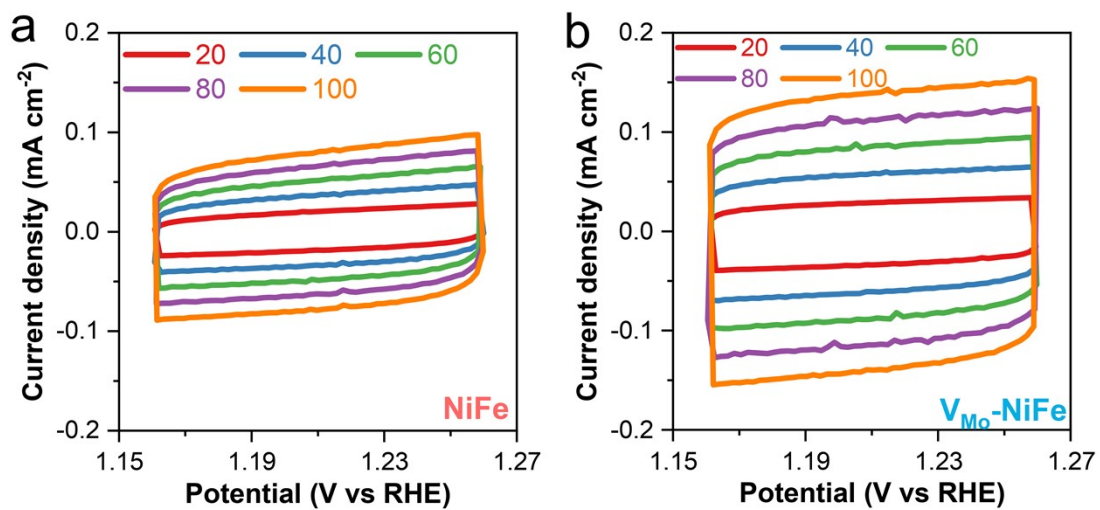 a
0.2
0.1
0.0
-0.1
-0.2
Current density (mA cm⁻²)
20 40 60
80 100
NiFe
1.15 1.19 1.23 1.27
Potential (V vs RHE)
b
0.2
0.1
0.0
-0.1
-0.2
Current density (mA cm⁻²)
20 40 60
80 100
V_Mo-NiFe
1.15 1.19 1.23 1.27
Potential (V vs RHE)